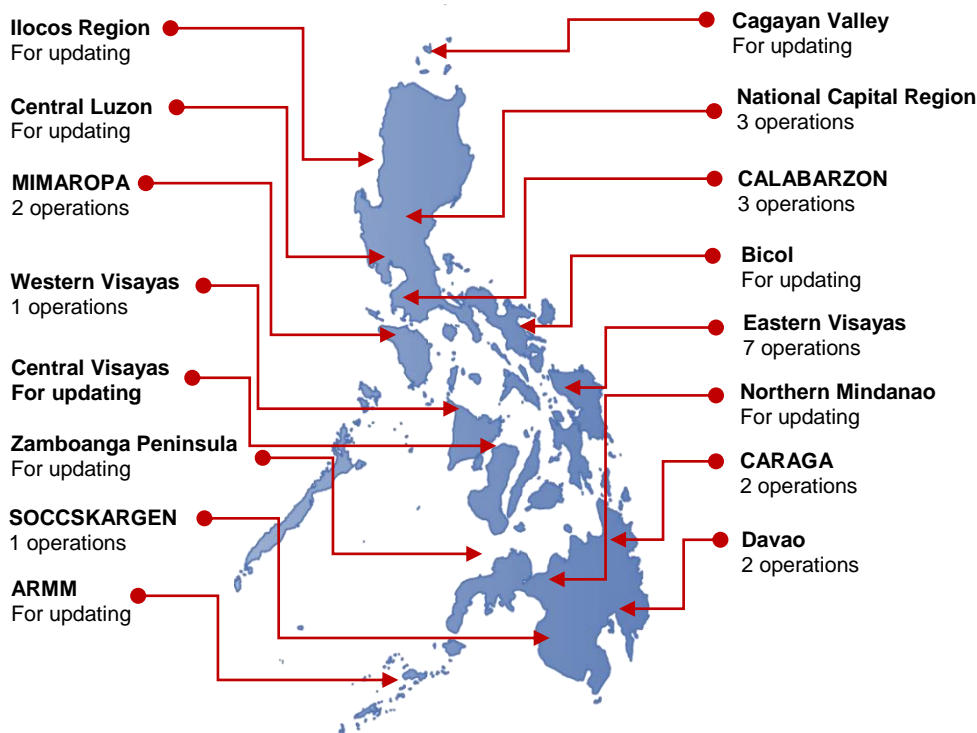 Ilocos Region
For updating
Central Luzon
For updating
MIMAROPA
2 operations
Western Visayas
1 operations
Central Visayas
For updating
Zamboanga Peninsula
For updating
SOCCSKARGEN
1 operations
ARMM
For updating
Cagayan Valley
For updating
National Capital Region
3 operations
CALABARZON
3 operations
Bicol
For updating
Eastern Visayas
7 operations
Northern Mindanao
For updating
CARAGA
2 operations
Davao
2 operations